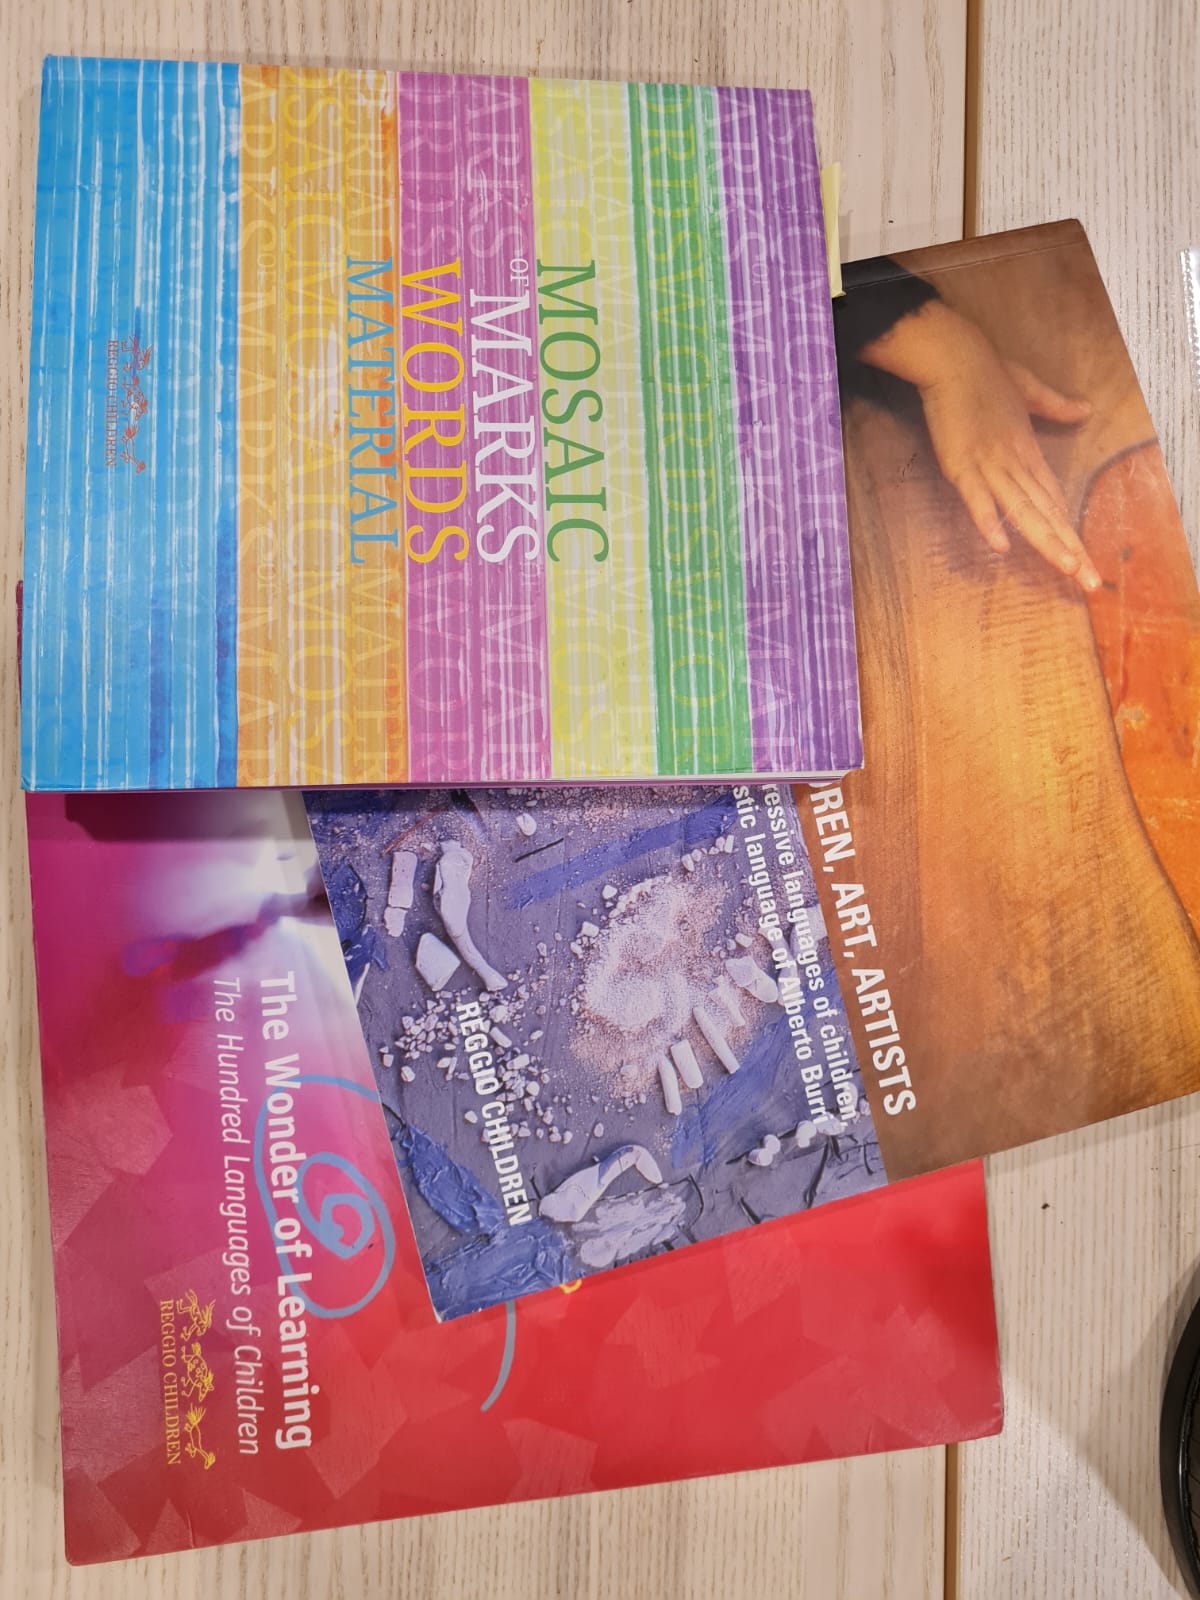 DREN, ART, ARTISTS
ressive languages of children,
stic language of Alberto Burri
REGGIO CHILDREN
MOSAIC
OF MARKS
WORDS
MATERIAL
REGGIO CHILDREN
The Wonder of Learning
The Hundred Languages of Children
REGGIO CHILDREN